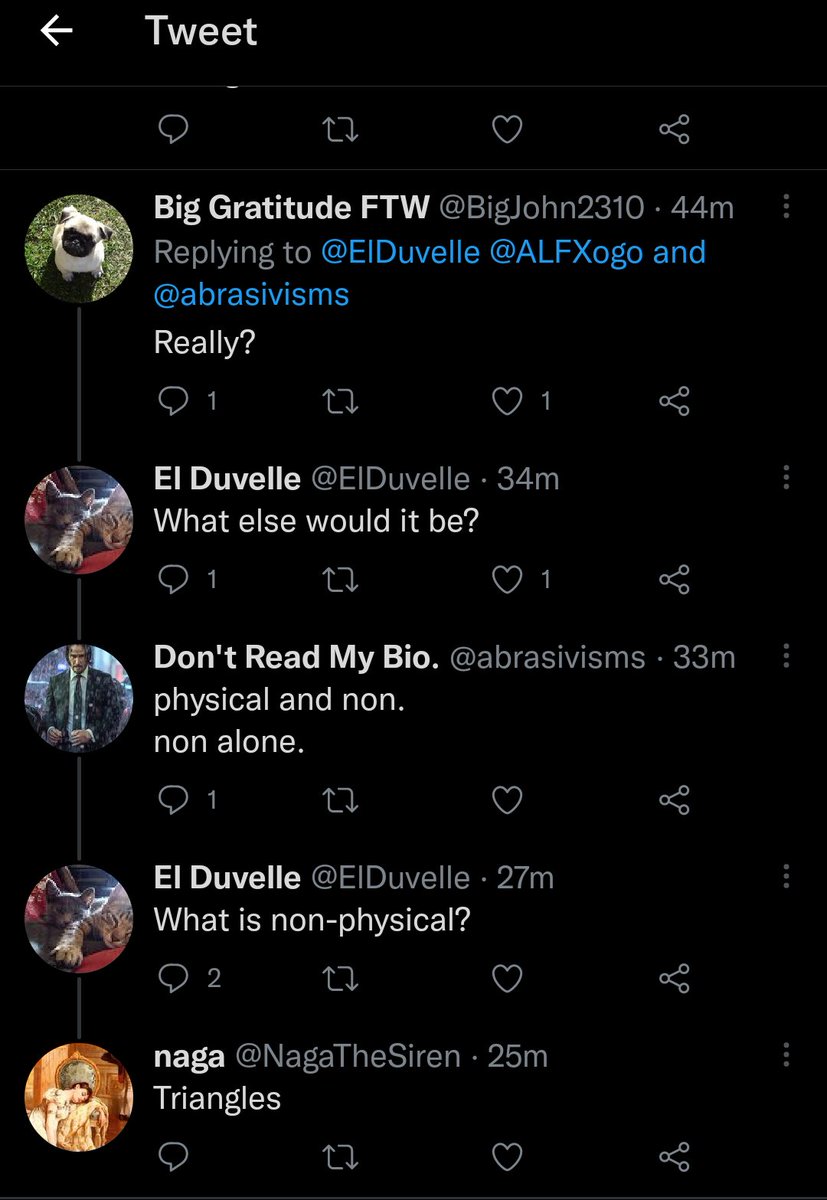 Tweet
Big Gratitude FTW @BigJohn2310 · 44m
Replying to @ElDuvelle @ALFXogo and
@abrasivisms
Really?
1 1
El Duvelle @ElDuvelle · 34m
What else would it be?
1 1
Don't Read My Bio. @abrasivisms · 33m
physical and non.
non alone.
1
El Duvelle @ElDuvelle · 27m
What is non-physical?
2
naga @NagaTheSiren · 25m
Triangles